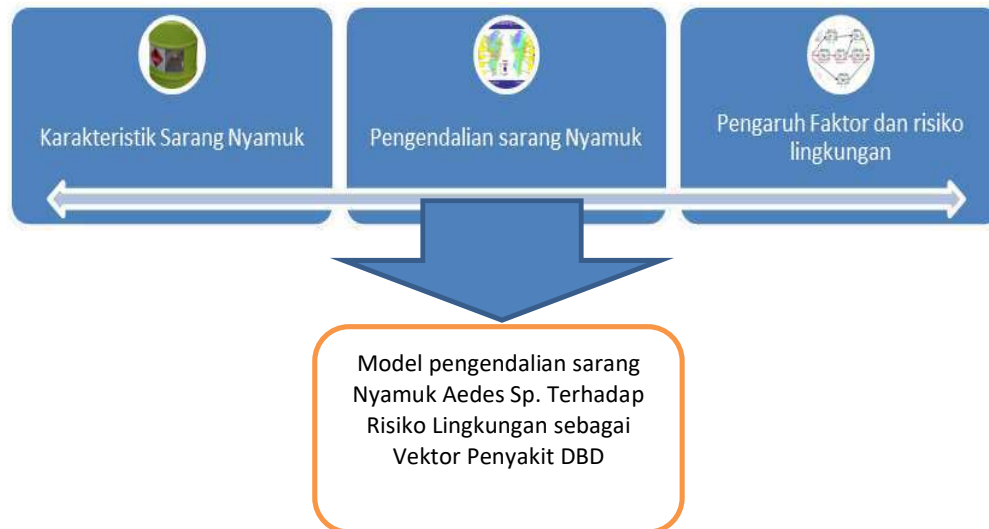 Karakteristik Sarang Nyamuk
Pengendalian sarang Nyamuk
Pengaruh Faktor dan risiko
lingkungan
Model pengendalian sarang
Nyamuk Aedes Sp. Terhadap
Risiko Lingkungan sebagai
Vektor Penyakit DBD